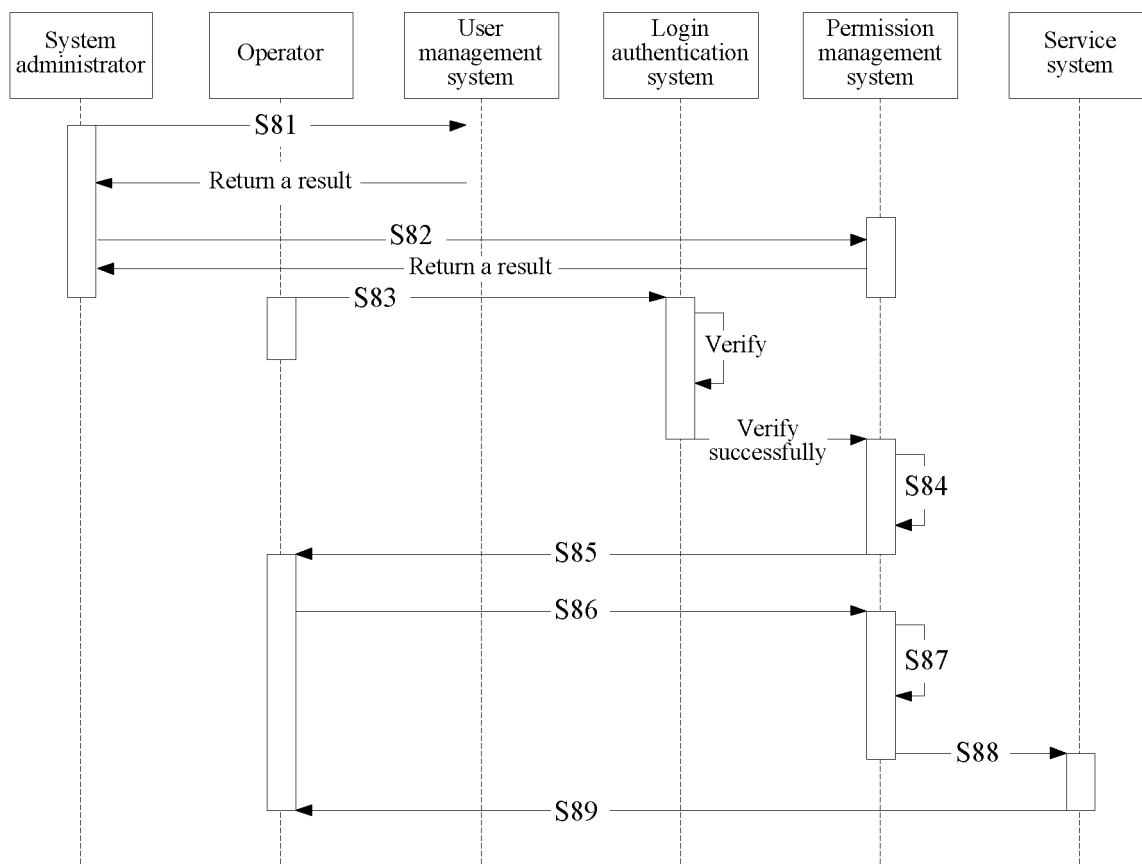 System
administrator
Operator
User
management
system
Login
authentication
system
Permission
management
system
Service
system
S81
Return a result
S82
Return a result
S83
Verify
Verify
successfully
S84
S85
S86
S87
S88
S89